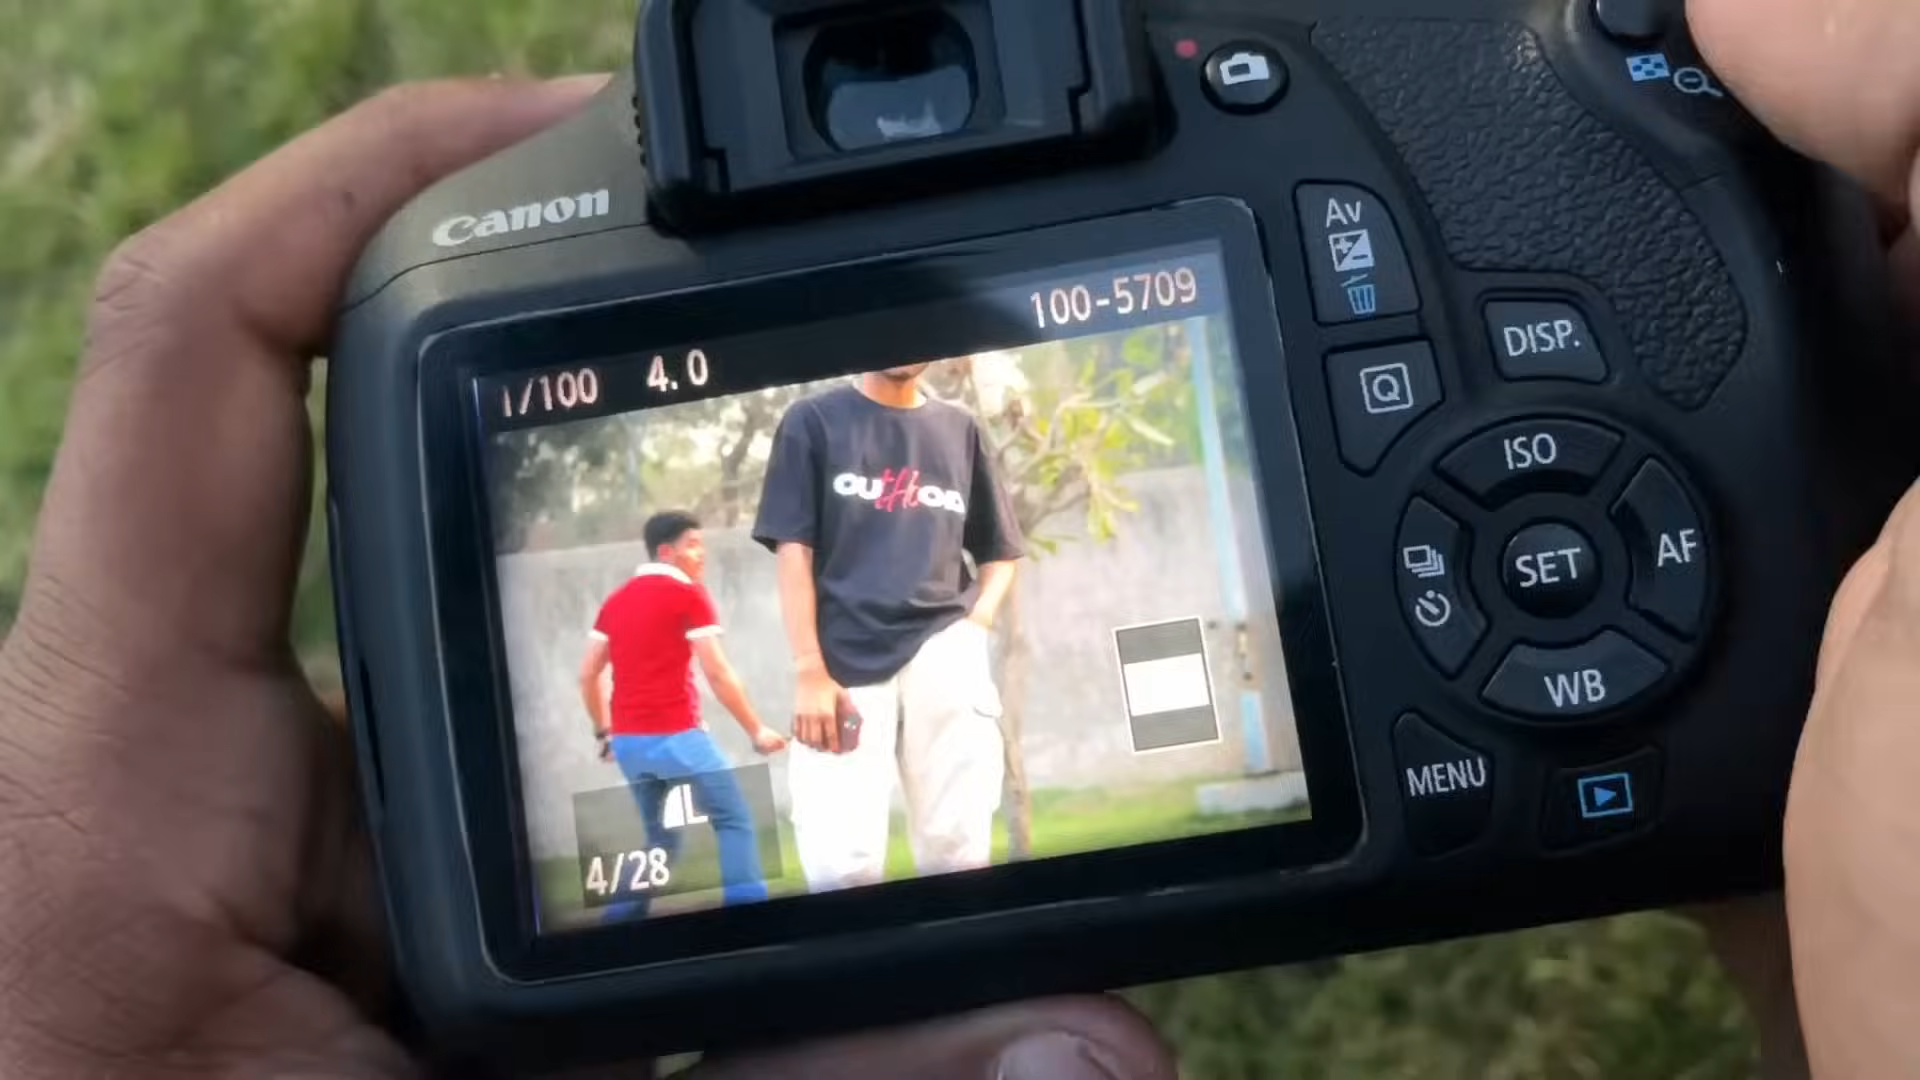 Canon
Av
100-5709
1/100 4.0
DISP.
Q
ISO
AF
SET
WB
MENU
L
4/28